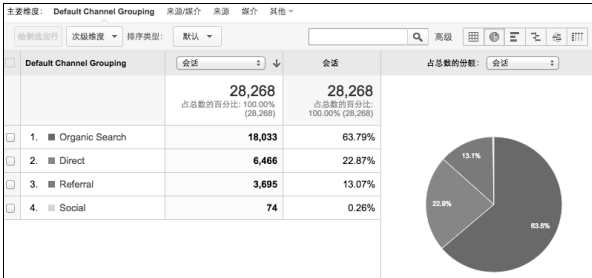 主要维度： Default Channel Grouping 来源/媒介 来源 媒介 其他
绘制选定行 次级维度 排序类型： 默认 高级
Default Channel Grouping 会话 会话 占总数的份额： 会话
28,268 28,268
占总数的百分比: 100.00% 占总数的百分比:
(28,268) 100.00% (28,268)
1. Organic Search 18,033 63.79%
2. Direct 6,466 22.87%
3. Referral 3,695 13.07%
4. Social 74 0.26%
13.1%
22.9%
63.8%